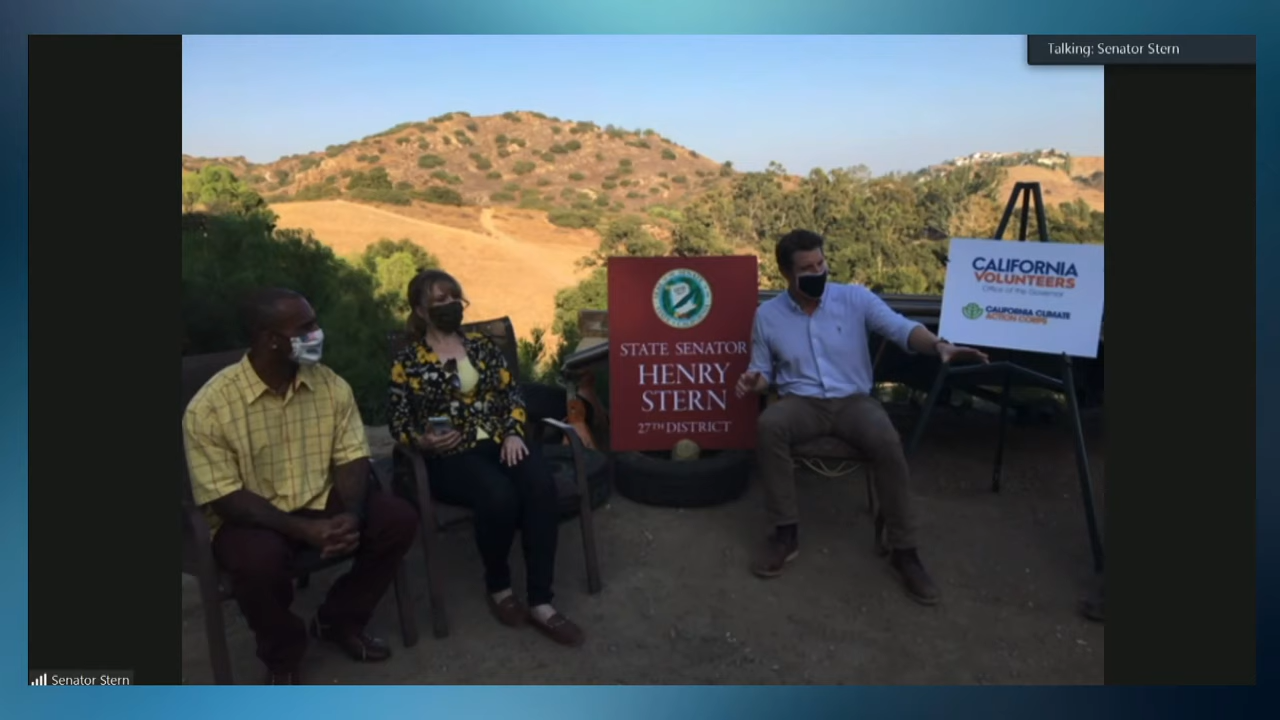 Talking: Senator Stern
STATE SENATOR
HENRY
STERN
27TH DISTRICT
CALIFORNIA
VOLUNTEERS
Office of the Governor
CALIFORNIA CLIMATE
ACTION CORPS
Senator Stern